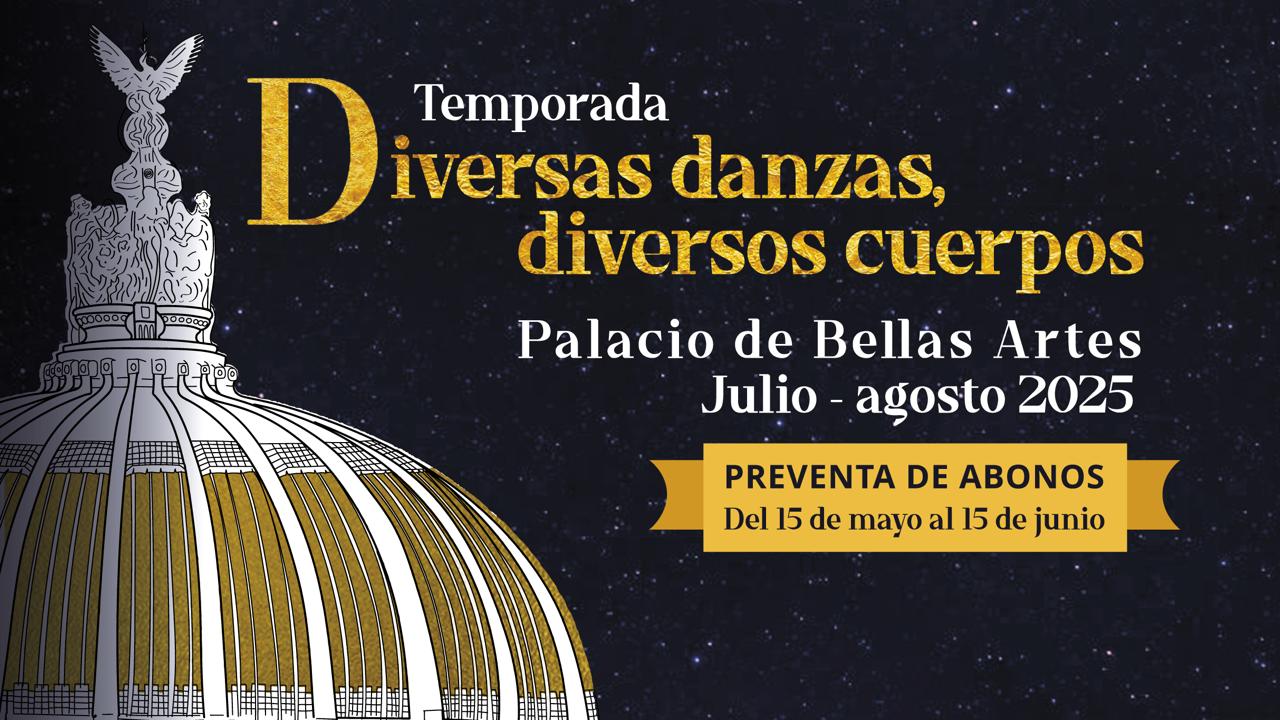 Temporada
Diversas danzas,
diversos cuerpos
Palacio de Bellas Artes
Julio - agosto 2025
PREVENTA DE ABONOS
Del 15 de mayo al 15 de junio